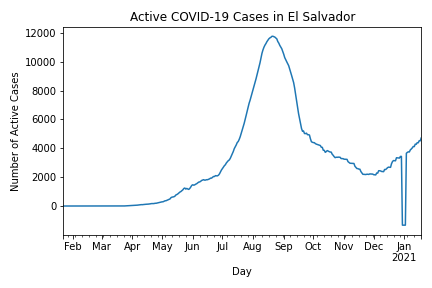 Active COVID-19 Cases in El Salvador
12000
10000
8000
6000
4000
2000
0
Number of Active Cases
Feb Mar Apr May Jun Jul Aug Sep Oct Nov Dec Jan
2021
Day